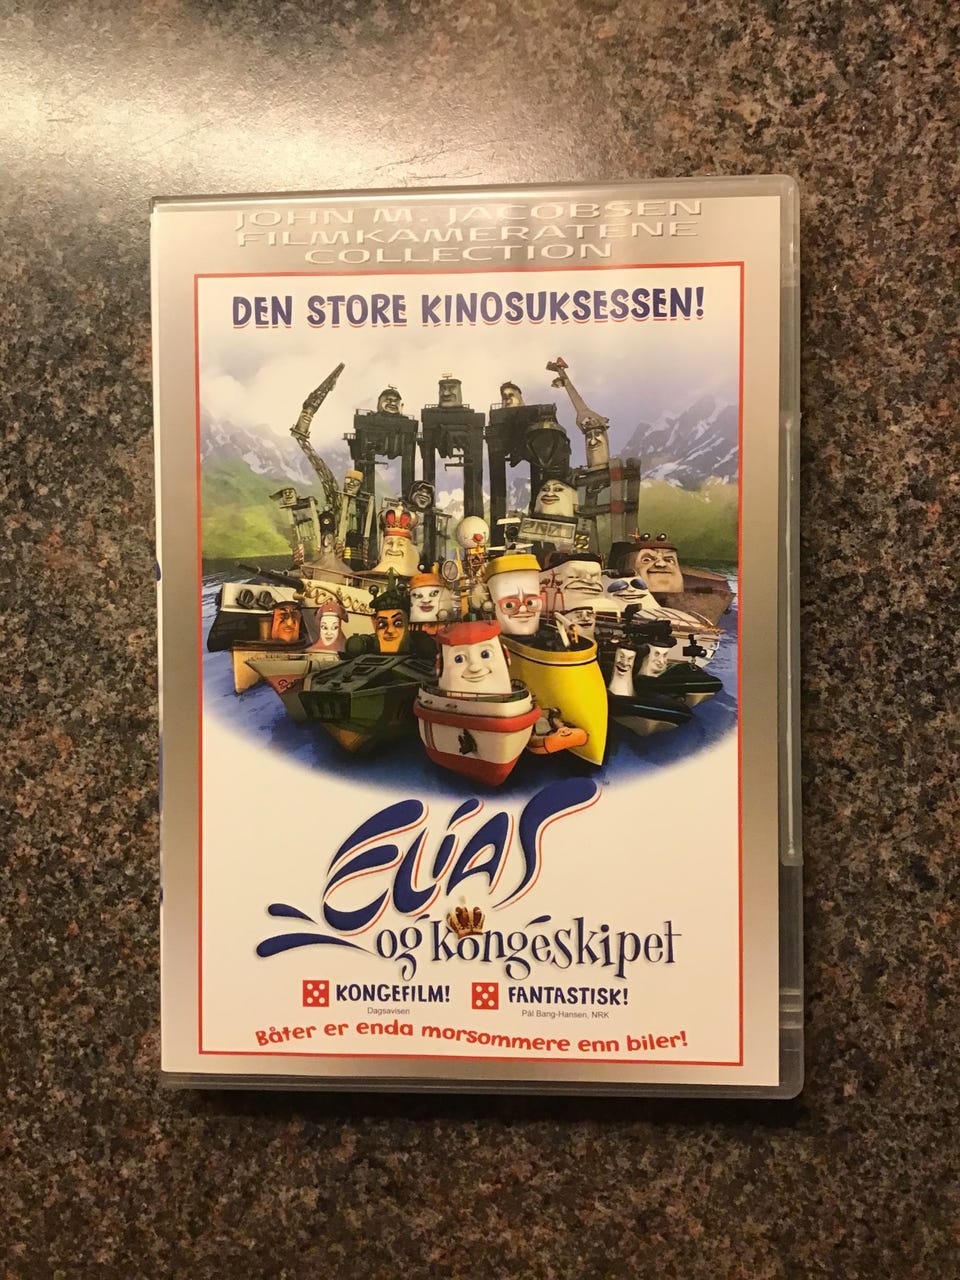 JOHN M. JACOBSEN
FILMKAMERATENE
COLLECTION
DEN STORE KINOSUKSESSEN!
Elias
™
og kongeskipet
KONGEFILM!
Dagsavisen
FANTASTISK!
Pål Bang-Hansen, NRK
Båter er enda morsommere enn biler!